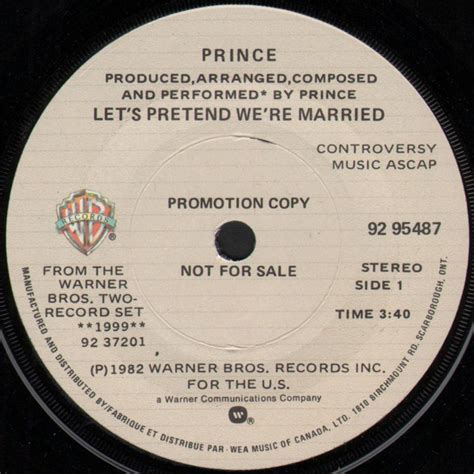 PRINCE
PRODUCED,ARRANGED,COMPOSED
AND PERFORMED* BY PRINCE
LET'S PRETEND WE'RE MARRIED
CONTROVERSY
MUSIC ASCAP
WB
RECORDS
PROMOTION COPY
92 95487
FROM THE
WARNER
BROS. TWO-
RECORD SET
**1999**
92 37201
NOT FOR SALE
STEREO
SIDE 1
TIME 3:40
(P)1982 WARNER BROS. RECORDS INC.
FOR THE U.S.
a Warner Communications Company
MANUFACTURED AND DISTRIBUTED BY/FABRIQUE ET DISTRIBUE PAR - WEA MUSIC OF CANADA, LTD. 1810 BIRCHMOUNT RD. SCARBOROUGH, ONT.